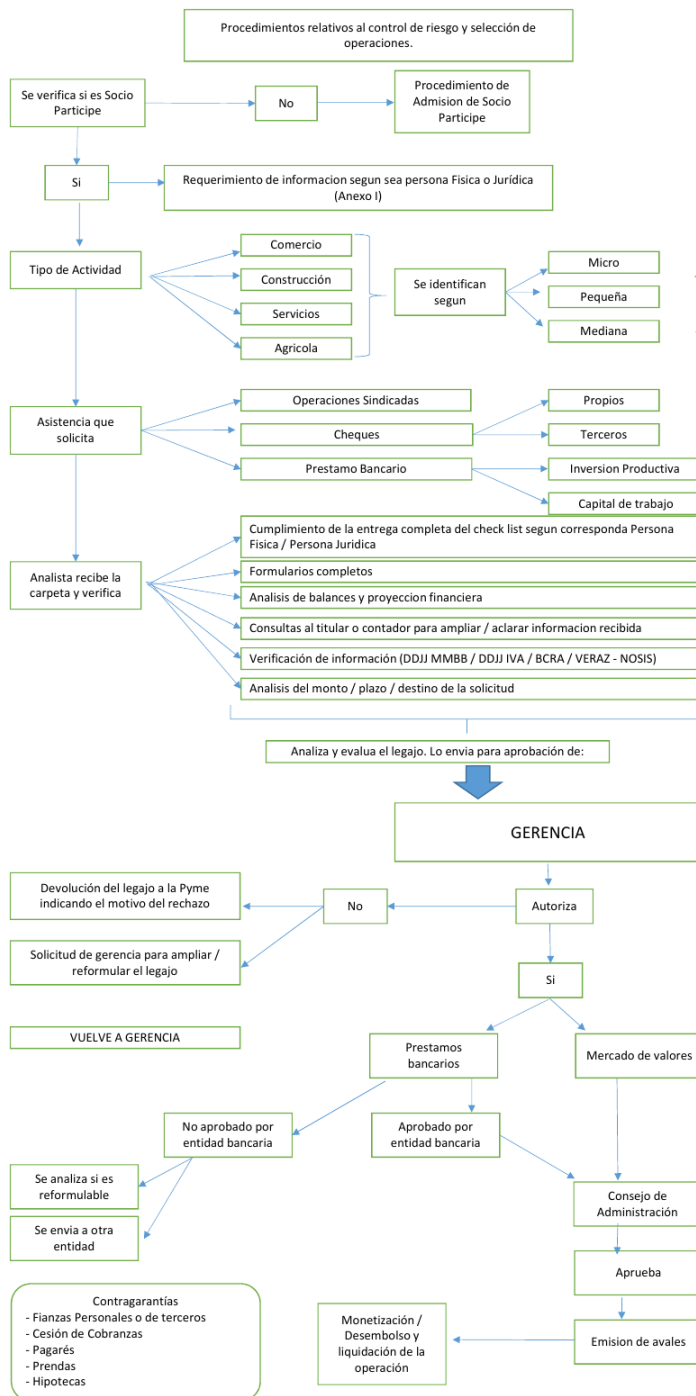 Procedimientos relativos al control de riesgo y selección de
operaciones.
Se verifica si es Socio
Participe
No
Procedimiento de
Admision de Socio
Participe
Si
Requerimiento de informacion segun sea persona Fisica o Jurídica
(Anexo I)
Tipo de Actividad
Comercio
Construcción
Servicios
Agricola
Se identifican
segun
Micro
Pequeña
Mediana
Asistencia que
solicita
Operaciones Sindicadas
Cheques
Prestamo Bancario
Propios
Terceros
Inversion Productiva
Capital de trabajo
Analista recibe la
carpeta y verifica
Cumplimiento de la entrega completa del check list segun corresponda Persona
Fisica / Persona Juridica
Formularios completos
Analisis de balances y proyeccion financiera
Consultas al titular o contador para ampliar / aclarar informacion recibida
Verificación de información (DDJJ MMBB / DDJJ IVA / BCRA / VERAZ - NOSIS)
Analisis del monto / plazo / destino de la solicitud
Analiza y evalua el legajo. Lo envia para aprobación de:
GERENCIA
Devolución del legajo a la Pyme
indicando el motivo del rechazo
No
Autoriza
Solicitud de gerencia para ampliar /
reformular el legajo
Si
VUELVE A GERENCIA
Prestamos
bancarios
Mercado de valores
No aprobado por
entidad bancaria
Aprobado por
entidad bancaria
Se analiza si es
reformulable
Consejo de
Administración
Se envia a otra
entidad
Aprueba
Contragarantías
- Fianzas Personales o de terceros
- Cesión de Cobranzas
- Pagarés
- Prendas
- Hipotecas
Monetización /
Desembolso y
liquidación de la
operación
Emision de avales